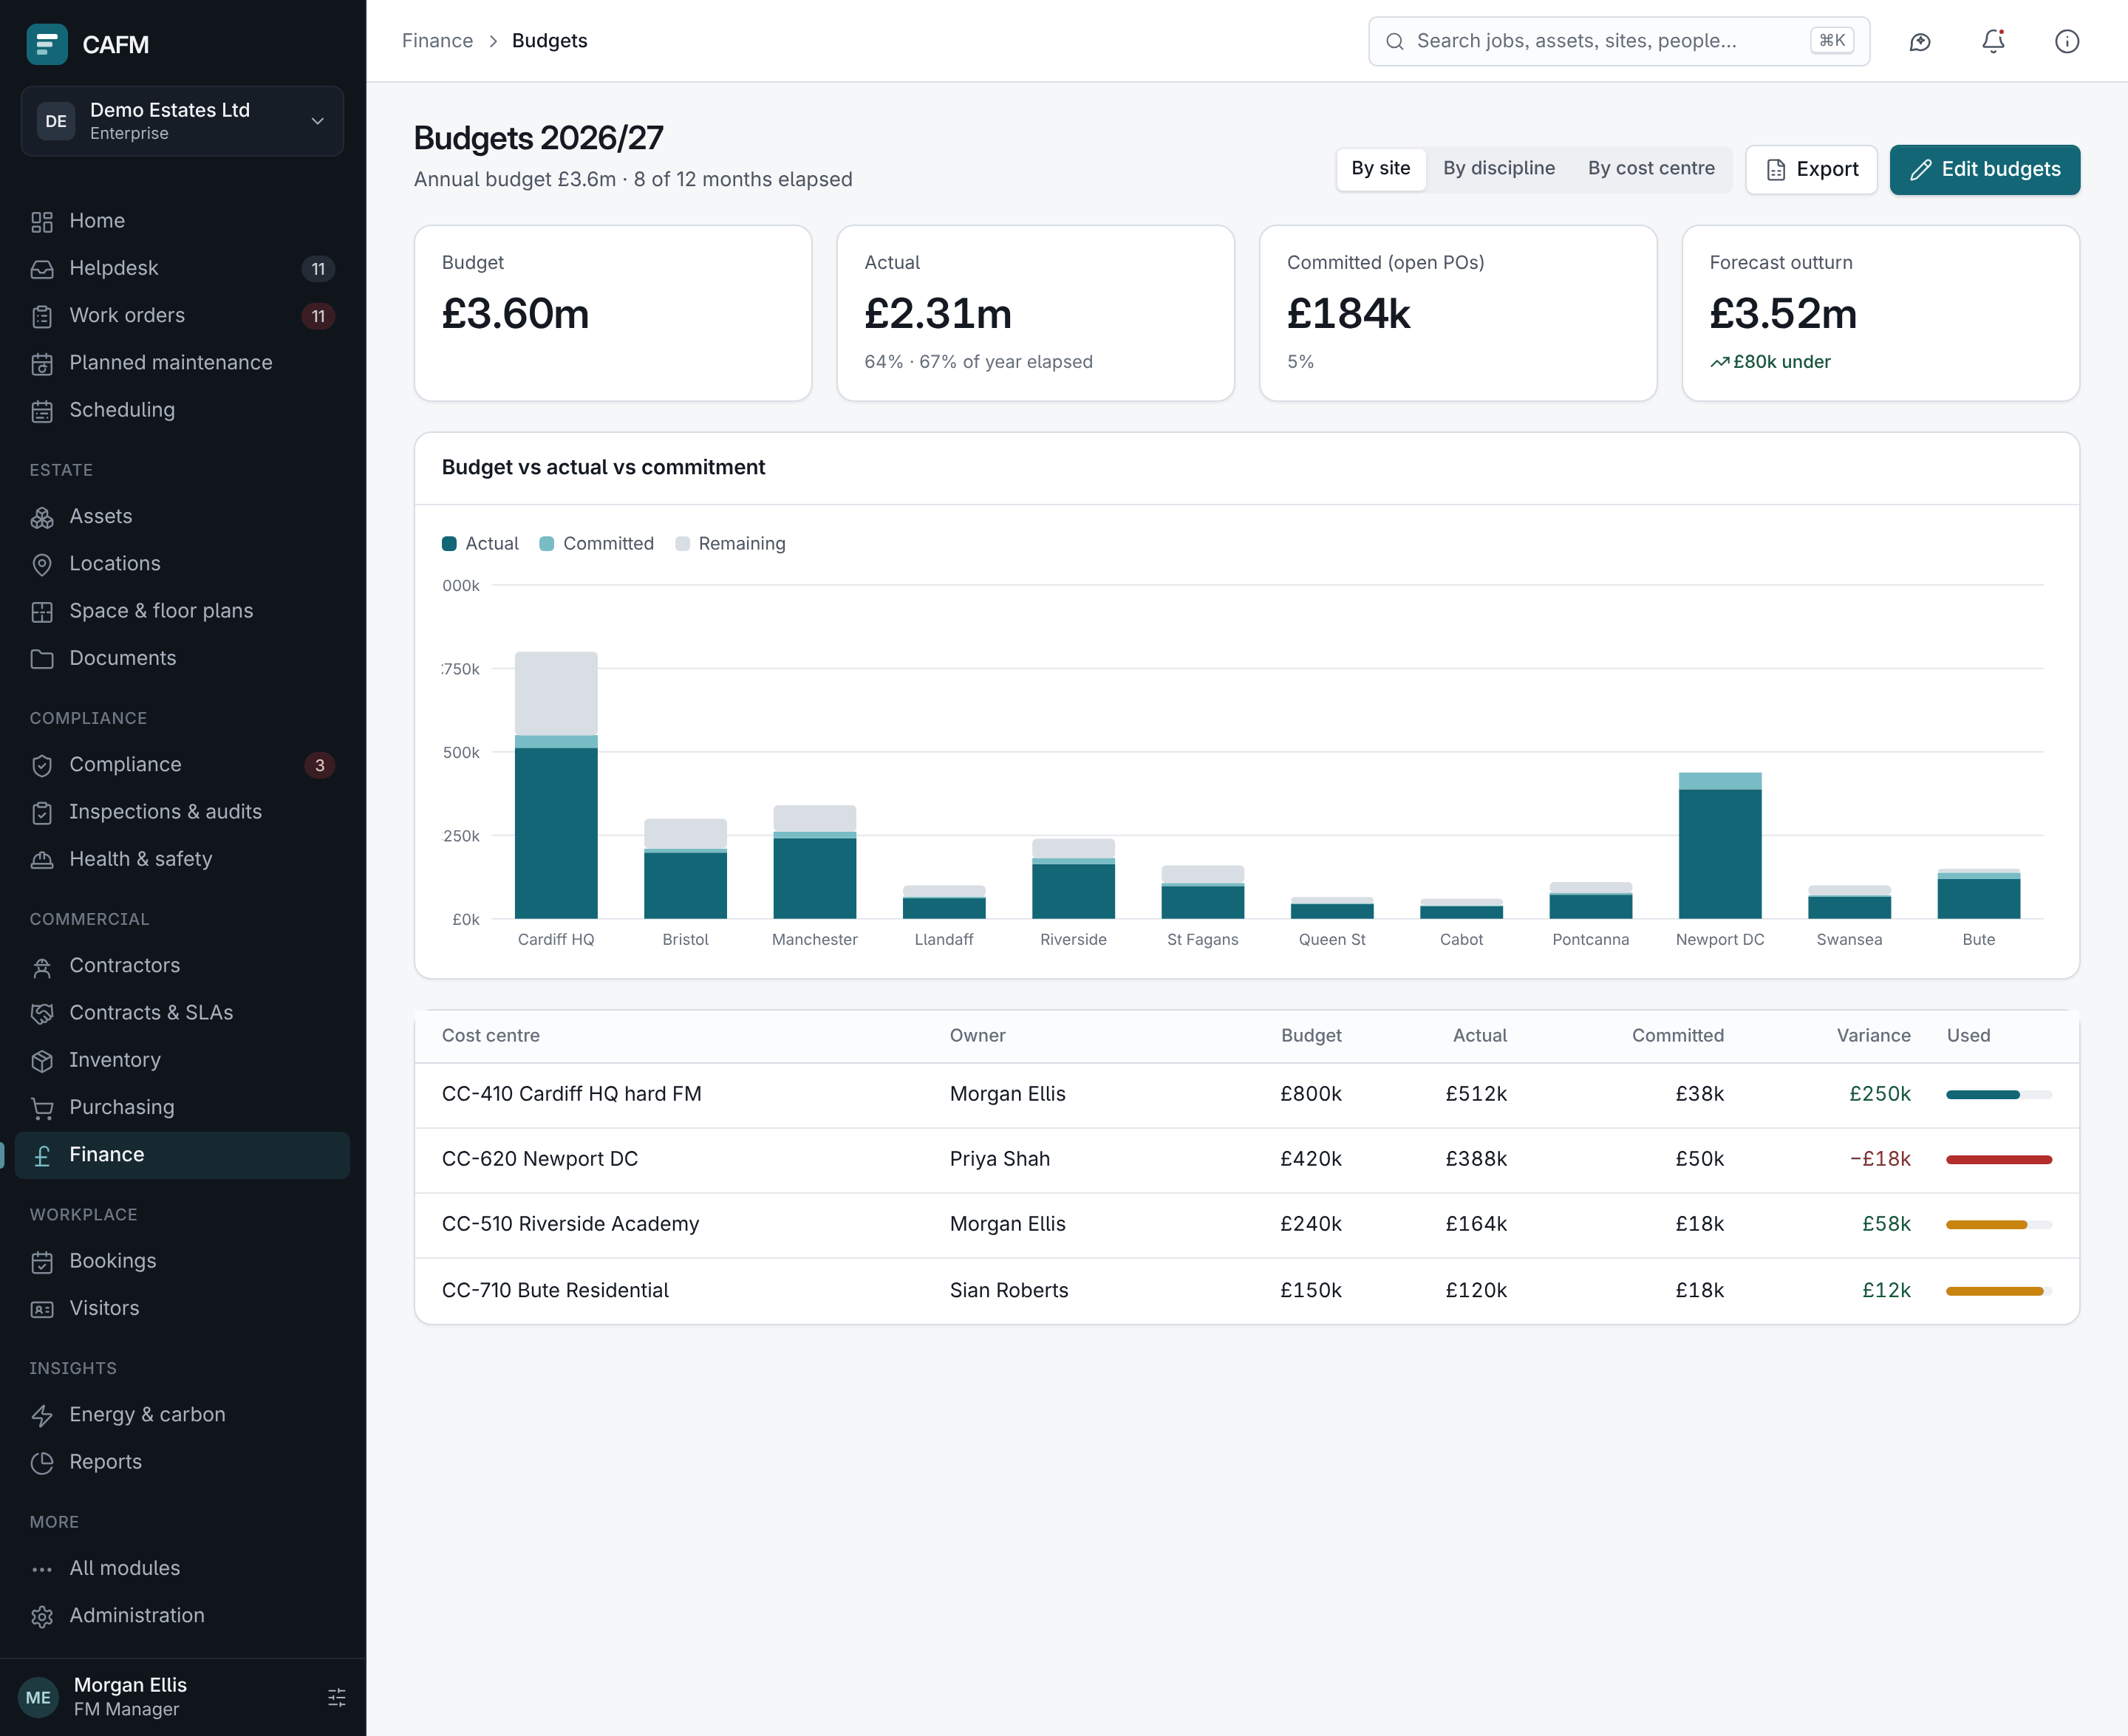 CAFM
DE
Demo Estates Ltd
Enterprise
Home
Helpdesk 11
Work orders 11
Planned maintenance
Scheduling
ESTATE
Assets
Locations
Space & floor plans
Documents
COMPLIANCE
Compliance 3
Inspections & audits
Health & safety
COMMERCIAL
Contractors
Contracts & SLAs
Inventory
Purchasing
Finance
WORKPLACE
Bookings
Visitors
INSIGHTS
Energy & carbon
Reports
MORE
All modules
Administration
ME
Morgan Ellis
FM Manager
Finance > Budgets
Search jobs, assets, sites, people... ⌘K
Budgets 2026/27
Annual budget £3.6m · 8 of 12 months elapsed
By site By discipline By cost centre Export Edit budgets
Budget
£3.60m
Actual
£2.31m
64% · 67% of year elapsed
Committed (open POs)
£184k
5%
Forecast outturn
£3.52m
£80k under
Budget vs actual vs commitment
Actual Committed Remaining
000k
750k
500k
250k
£0k
Cardiff HQ Bristol Manchester Llandaff Riverside St Fagans Queen St Cabot Pontcanna Newport DC Swansea Bute
Cost centre Owner Budget Actual Committed Variance Used
CC-410 Cardiff HQ hard FM Morgan Ellis £800k £512k £38k £250k
CC-620 Newport DC Priya Shah £420k £388k £50k −£18k
CC-510 Riverside Academy Morgan Ellis £240k £164k £18k £58k
CC-710 Bute Residential Sian Roberts £150k £120k £18k £12k